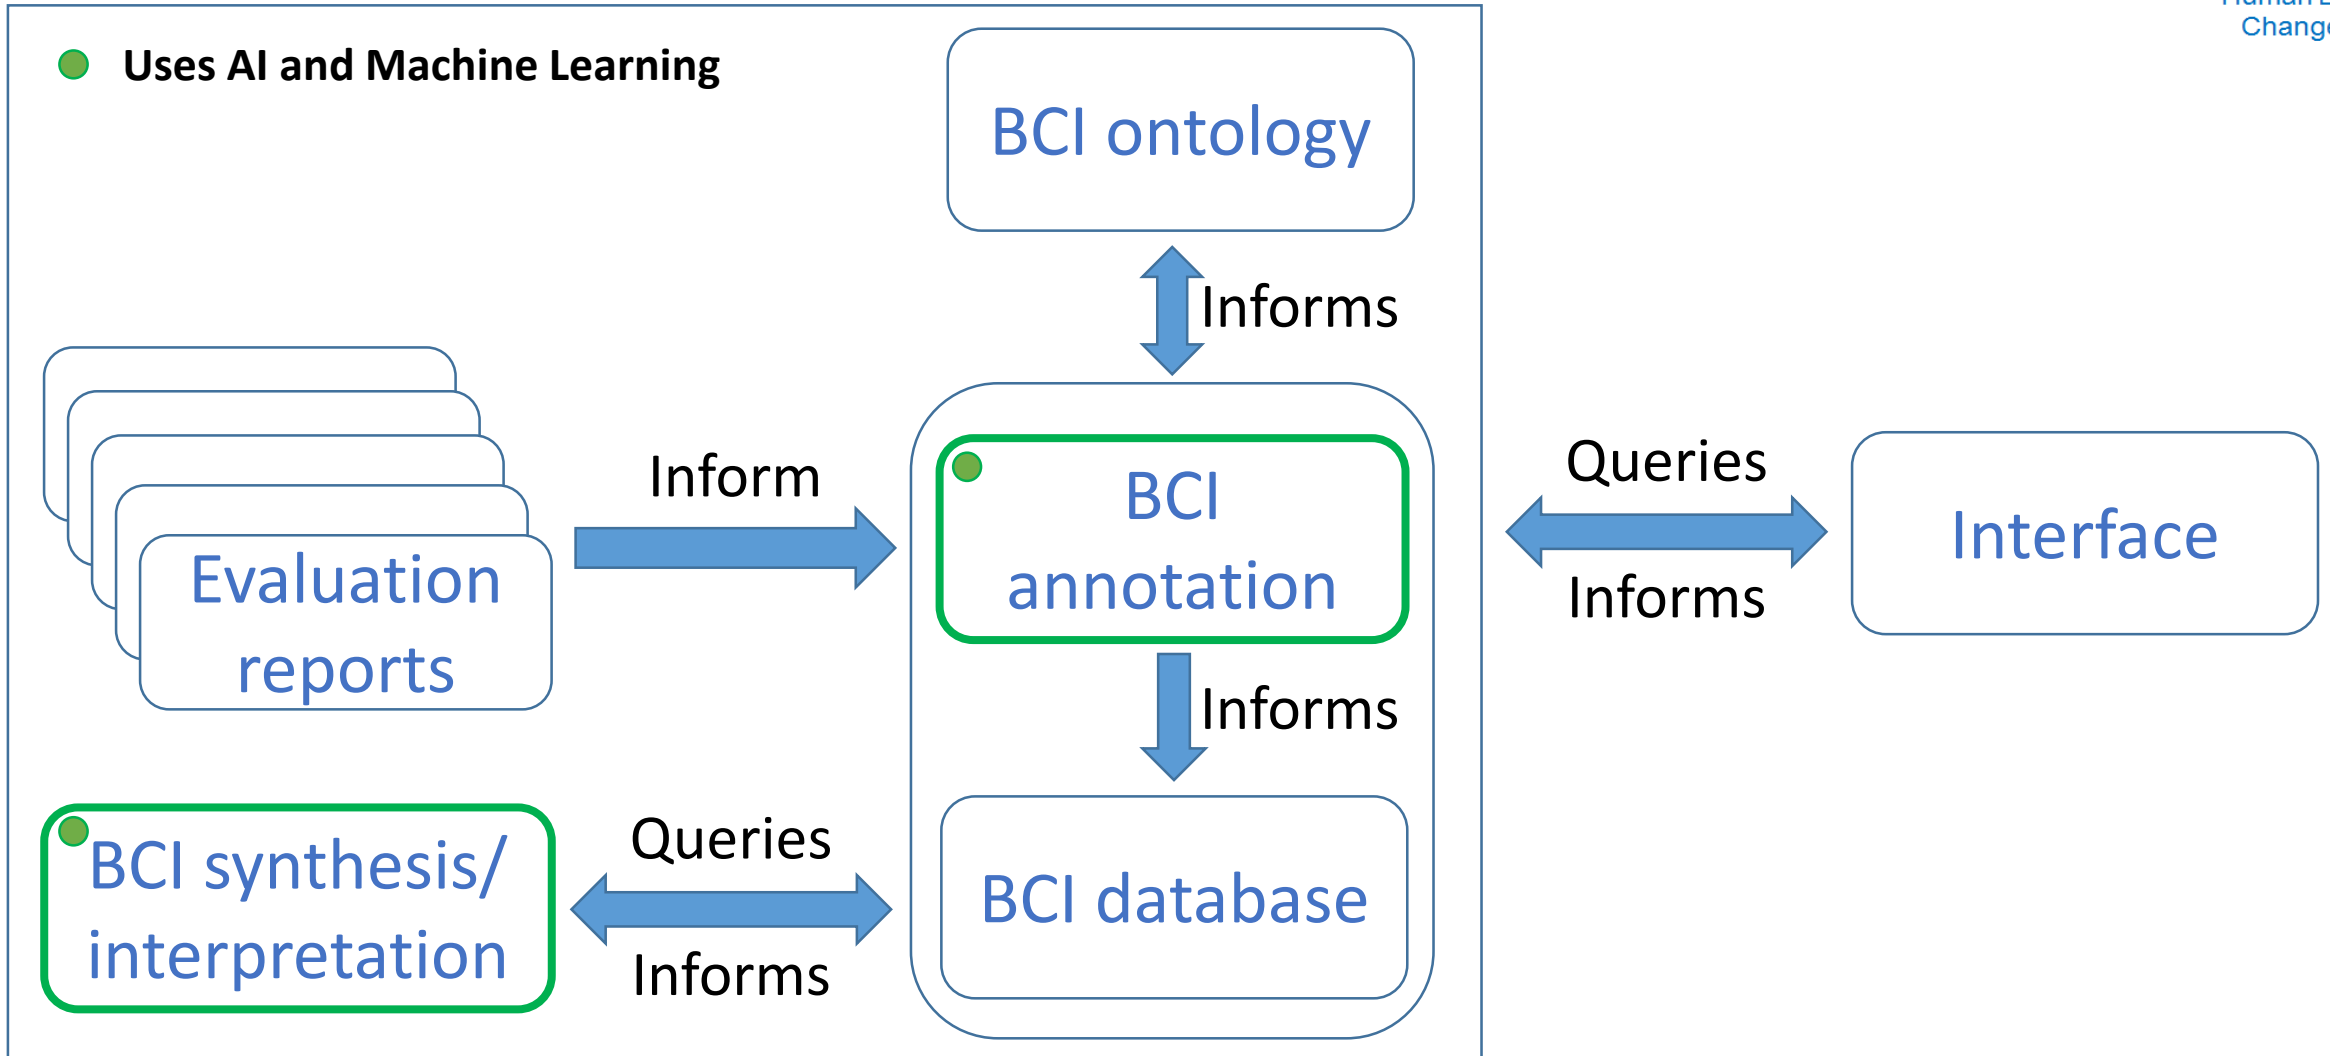 Change
Uses AI and Machine Learning
BCI ontology
Informs
Evaluation
reports
Inform
BCI
annotation
Queries
Informs
Interface
Informs
BCI synthesis/
interpretation
Queries
Informs
BCI database